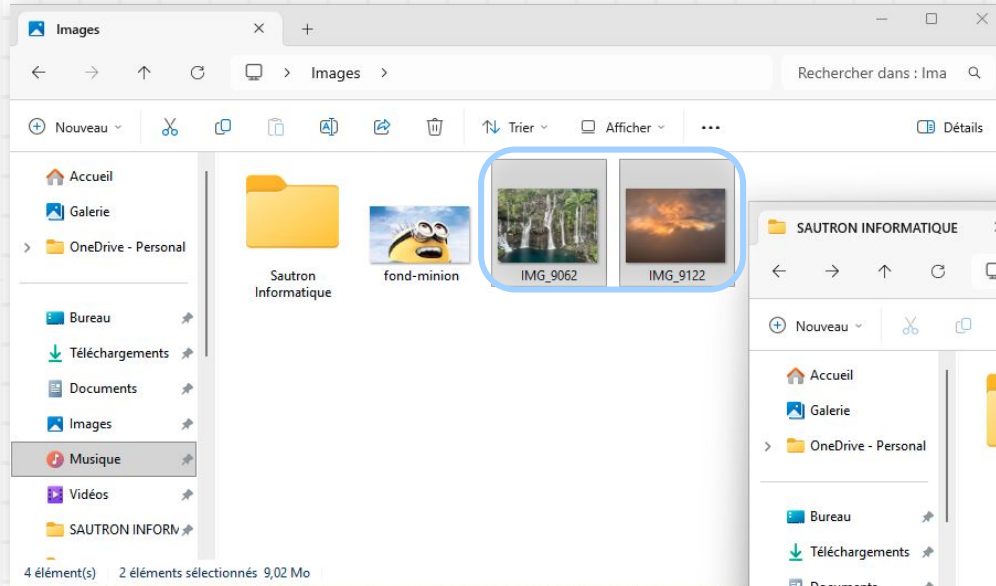 Images
Images
Rechercher dans : Ima
Nouveau
Trier
Afficher
Détails
Accueil
Galerie
OneDrive - Personal
Bureau
Téléchargements
Documents
Images
Musique
Vidéos
SAUTRON INFORM
Sautron
Informatique
fond-minion
IMG_9062
IMG_9122
4 élément(s) 2 éléments sélectionnés 9,02 Mo
SAUTRON INFORMATIQUE
Nouveau
Accueil
Galerie
OneDrive - Personal
Bureau
Téléchargements
Documents